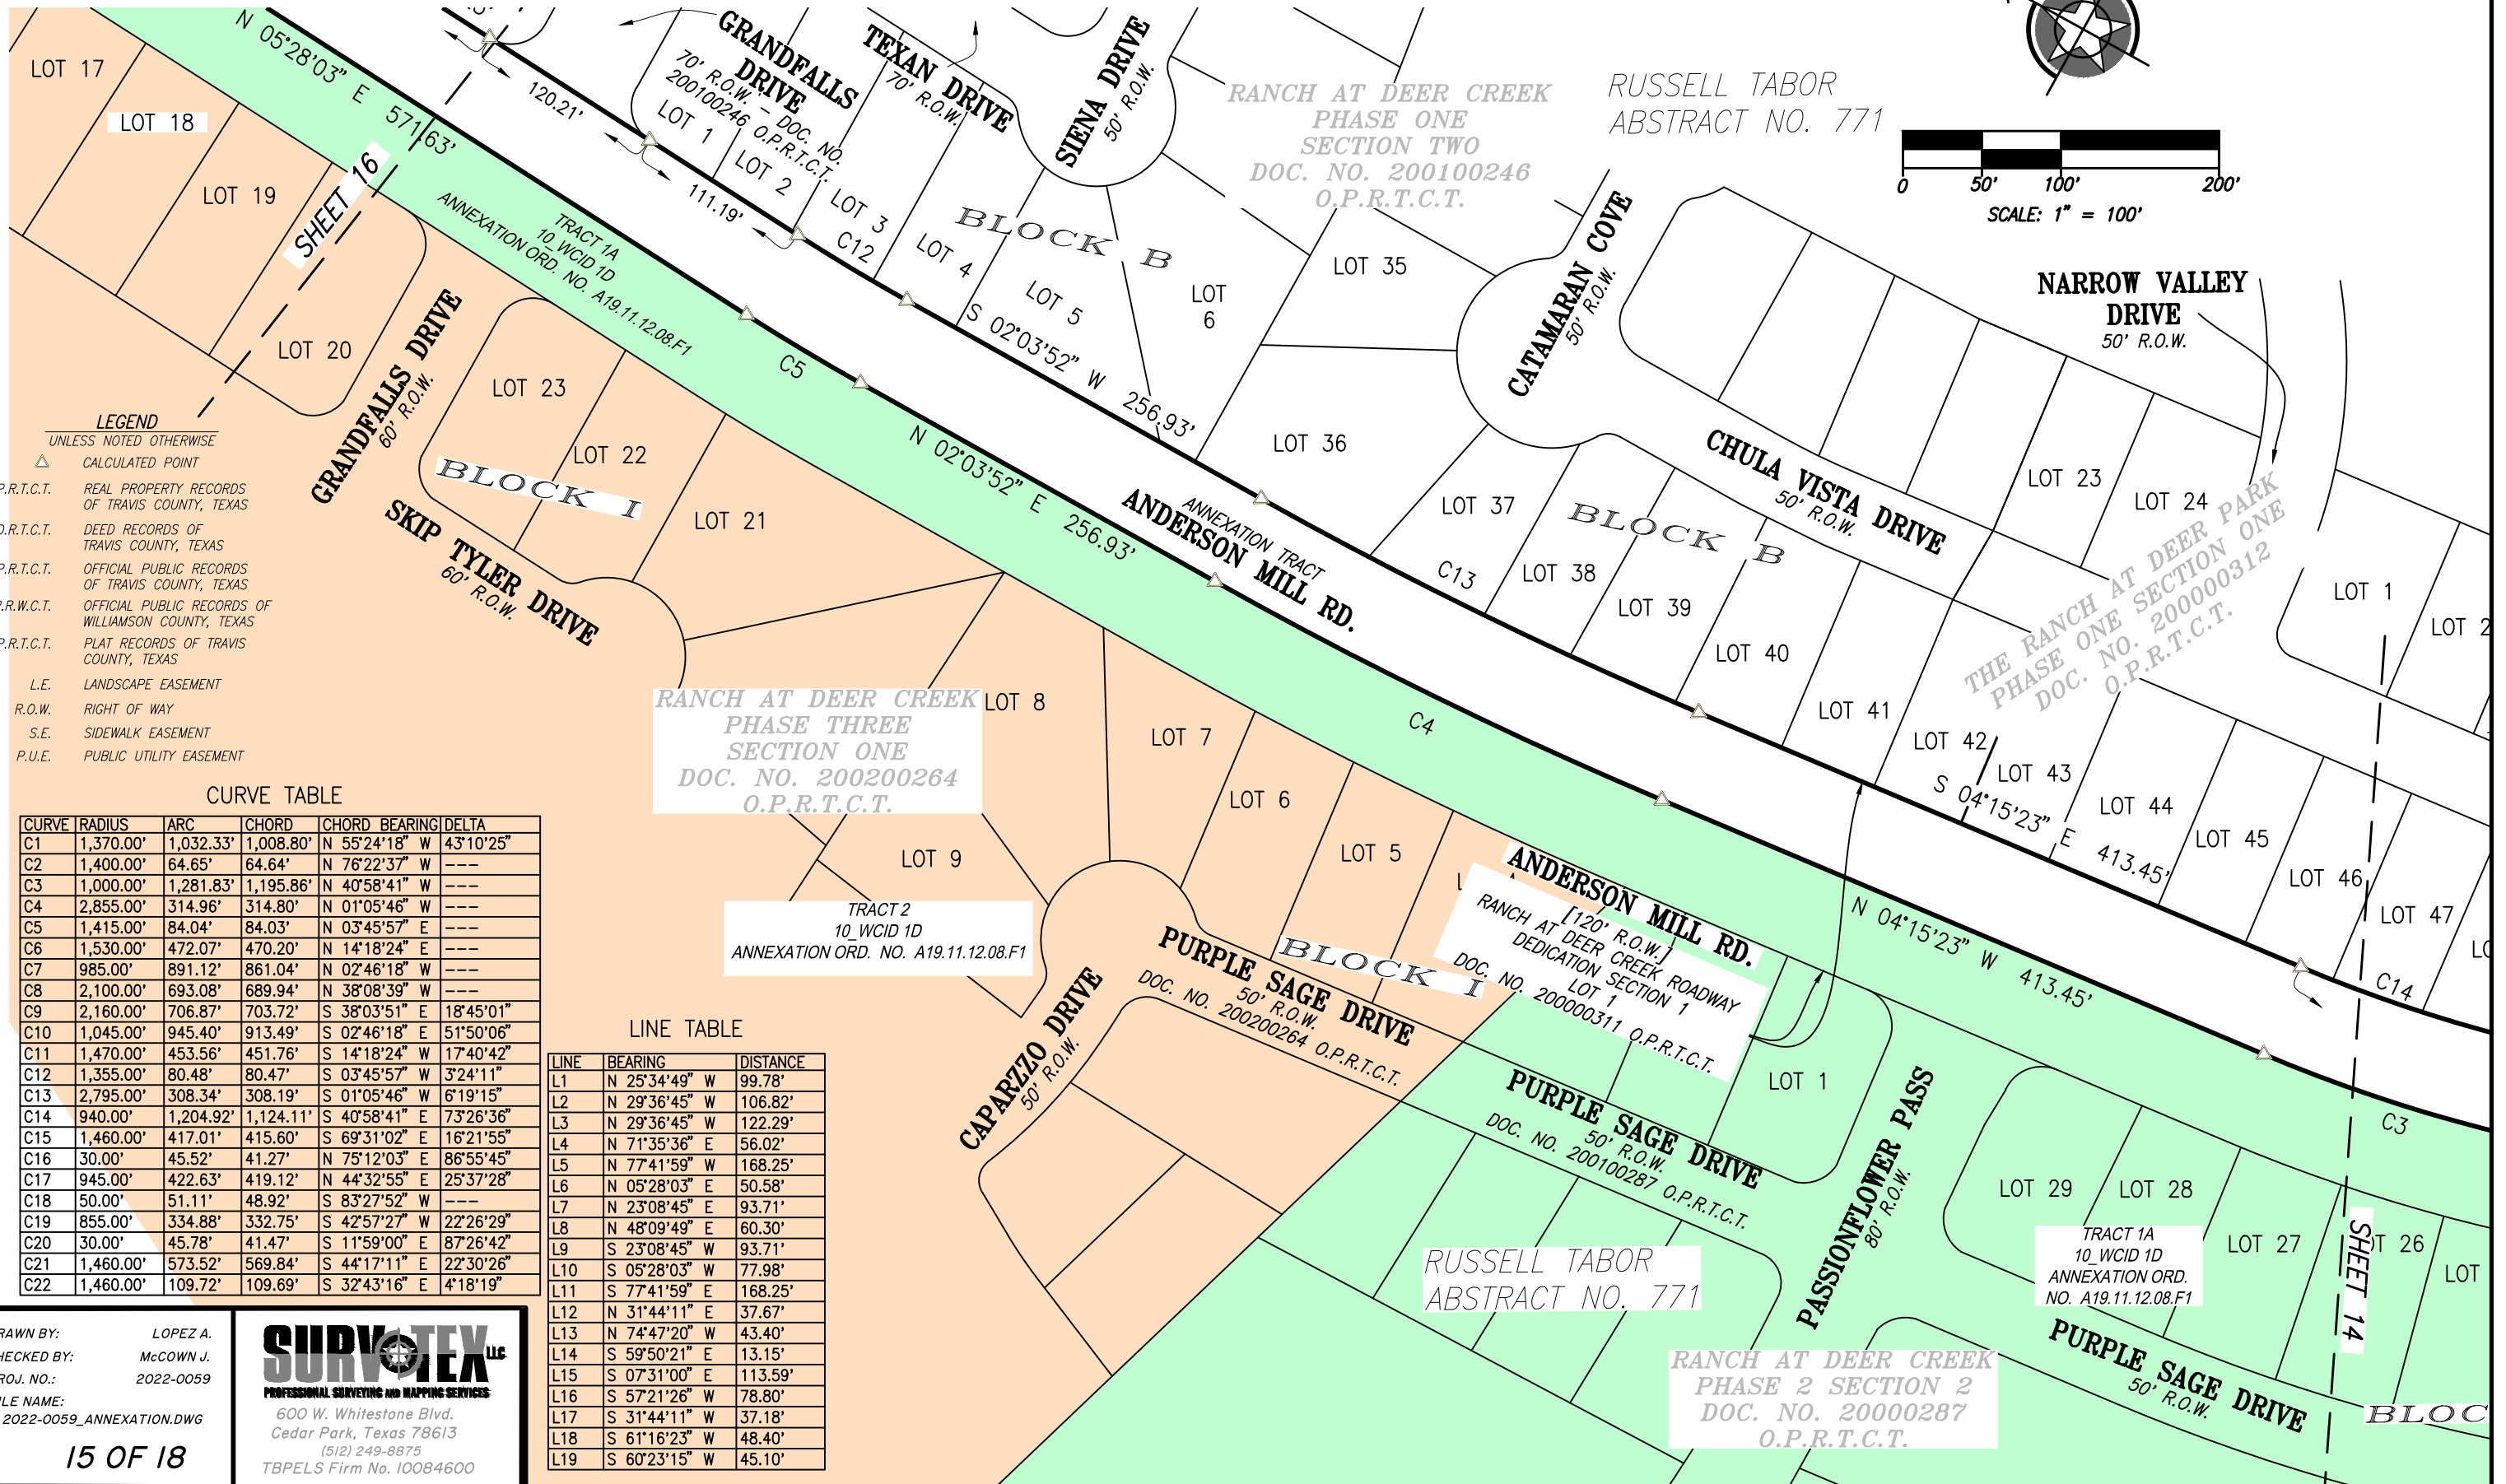 N 05°28'03" E 571.63'
120.21'
111.19'
GRANDFALLS
DRIVE
70' R.O.W. – DOC. NO.
200100246 O.P.R.T.C.T.
TEXAN DRIVE
70' R.O.W.
SIENA DRIVE
50' R.O.W.
RANCH AT DEER CREEK
PHASE ONE
SECTION TWO
DOC. NO. 200100246
O.P.R.T.C.T.
RUSSELL TABOR
ABSTRACT NO. 771
0 50' 100' 200'
SCALE: 1" = 100'
LOT 17
LOT 18
LOT 19
LOT 20
SHEET 16
TRACT 1A
10_WCID 1D
ANNEXATION ORD. NO. A19.11.12.08.F1
LOT 1
LOT 2
LOT 3
C12
LOT 4
LOT 5
LOT
6
BLOCK B
S 02°03'52" W 256.93'
LOT 35
LOT 36
CATAMARAN COVE
50' R.O.W.
NARROW VALLEY
DRIVE
50' R.O.W.
CHULA VISTA DRIVE
50' R.O.W.
LOT 23
LOT 24
THE RANCH AT DEER PARK
PHASE ONE SECTION ONE
DOC. NO. 200000312
O.P.R.T.C.T.
LOT 1
LOT 2
GRANDFALLS DRIVE
60' R.O.W.
LOT 23
LOT 22
LOT 21
BLOCK I
SKIP TYLER DRIVE
60' R.O.W.
C5
N 02°03'52" E 256.93'
ANNEXATION TRACT
ANDERSON MILL RD.
LOT 37
C13
LOT 38
LOT 39
LOT 40
LOT 41
LOT 42
LOT 43
LOT 44
LOT 45
LOT 46
LOT 47
BLOCK B
S 04°15'23" E 413.45'
C14
C4
N 04°15'23" W 413.45'
C3
LEGEND
UNLESS NOTED OTHERWISE
CALCULATED POINT
P.R.T.C.T. REAL PROPERTY RECORDS
OF TRAVIS COUNTY, TEXAS
D.R.T.C.T. DEED RECORDS OF
TRAVIS COUNTY, TEXAS
P.R.T.C.T. OFFICIAL PUBLIC RECORDS
OF TRAVIS COUNTY, TEXAS
P.R.W.C.T. OFFICIAL PUBLIC RECORDS OF
WILLIAMSON COUNTY, TEXAS
P.R.T.C.T. PLAT RECORDS OF TRAVIS
COUNTY, TEXAS
L.E. LANDSCAPE EASEMENT
R.O.W. RIGHT OF WAY
S.E. SIDEWALK EASEMENT
P.U.E. PUBLIC UTILITY EASEMENT
RANCH AT DEER CREEK
PHASE THREE
SECTION ONE
DOC. NO. 200200264
O.P.R.T.C.T.
LOT 8
LOT 7
LOT 6
LOT 5
LOT 9
TRACT 2
10_WCID 1D
ANNEXATION ORD. NO. A19.11.12.08.F1
ANDERSON MILL RD.
[120' R.O.W.]
RANCH AT DEER CREEK ROADWAY
DEDICATION SECTION 1
LOT 1
DOC. NO. 200000311 O.P.R.T.C.T.
BLOCK I
PURPLE SAGE DRIVE
50' R.O.W.
DOC. NO. 200200264 O.P.R.T.C.T.
CAPARZZO DRIVE
50' R.O.W.
PURPLE SAGE DRIVE
50' R.O.W.
DOC. NO. 200100287 O.P.R.T.C.T.
LOT 1
PASSIONFLOWER PASS
80' R.O.W.
LOT 29
LOT 28
LOT 27
LOT 26
LOT
TRACT 1A
10_WCID 1D
ANNEXATION ORD.
NO. A19.11.12.08.F1
SHEET 14
PURPLE SAGE DRIVE
50' R.O.W.
RUSSELL TABOR
ABSTRACT NO. 771
RANCH AT DEER CREEK
PHASE 2 SECTION 2
DOC. NO. 20000287
O.P.R.T.C.T.
CURVE TABLE
CURVE RADIUS ARC CHORD CHORD BEARING DELTA
C1 1,370.00' 1,032.33' 1,008.80' N 55°24'18" W 43°10'25"
C2 1,400.00' 64.65' 64.64' N 76°22'37" W ---
C3 1,000.00' 1,281.83' 1,195.86' N 40°58'41" W ---
C4 2,855.00' 314.96' 314.80' N 01°05'46" W ---
C5 1,415.00' 84.04' 84.03' N 03°45'57" E ---
C6 1,530.00' 472.07' 470.20' N 14°18'24" E ---
C7 985.00' 891.12' 861.04' N 02°46'18" W ---
C8 2,100.00' 693.08' 689.94' N 38°08'39" W ---
C9 2,160.00' 706.87' 703.72' S 38°03'51" E 18°45'01"
C10 1,045.00' 945.40' 913.49' S 02°46'18" E 51°50'06"
C11 1,470.00' 453.56' 451.76' S 14°18'24" W 17°40'42"
C12 1,355.00' 80.48' 80.47' S 03°45'57" W 3°24'11"
C13 2,795.00' 308.34' 308.19' S 01°05'46" W 6°19'15"
C14 940.00' 1,204.92' 1,124.11' S 40°58'41" E 73°26'36"
C15 1,460.00' 417.01' 415.60' S 69°31'02" E 16°21'55"
C16 30.00' 45.52' 41.27' N 75°12'03" E 86°55'45"
C17 945.00' 422.63' 419.12' N 44°32'55" E 25°37'28"
C18 50.00' 51.11' 48.92' S 83°27'52" W ---
C19 855.00' 334.88' 332.75' S 42°57'27" W 22°26'29"
C20 30.00' 45.78' 41.47' S 11°59'00" E 87°26'42"
C21 1,460.00' 573.52' 569.84' S 44°17'11" E 22°30'26"
C22 1,460.00' 109.72' 109.69' S 32°43'16" E 4°18'19"
LINE TABLE
LINE BEARING DISTANCE
L1 N 25°34'49" W 99.78'
L2 N 29°36'45" W 106.82'
L3 N 29°36'45" W 122.29'
L4 N 71°35'36" E 56.02'
L5 N 77°41'59" W 168.25'
L6 N 05°28'03" E 50.58'
L7 N 23°08'45" E 93.71'
L8 N 48°09'49" E 60.30'
L9 S 23°08'45" W 93.71'
L10 S 05°28'03" W 77.98'
L11 S 77°41'59" E 168.25'
L12 N 31°44'11" E 37.67'
L13 N 74°47'20" W 43.40'
L14 S 59°50'21" E 13.15'
L15 S 07°31'00" E 113.59'
L16 S 57°21'26" W 78.80'
L17 S 31°44'11" W 37.18'
L18 S 61°16'23" W 48.40'
L19 S 60°23'15" W 45.10'
RAWN BY: LOPEZ A.
HECKED BY: McCOWN J.
ROJ. NO.: 2022-0059
ILE NAME:
2022-0059_ANNEXATION.DWG
15 OF 18
SURVTEX LLC
PROFESSIONAL SURVEYING AND MAPPING SERVICES
600 W. Whitestone Blvd.
Cedar Park, Texas 78613
(512) 249-8875
TBPELS Firm No. 10084600
BLOC